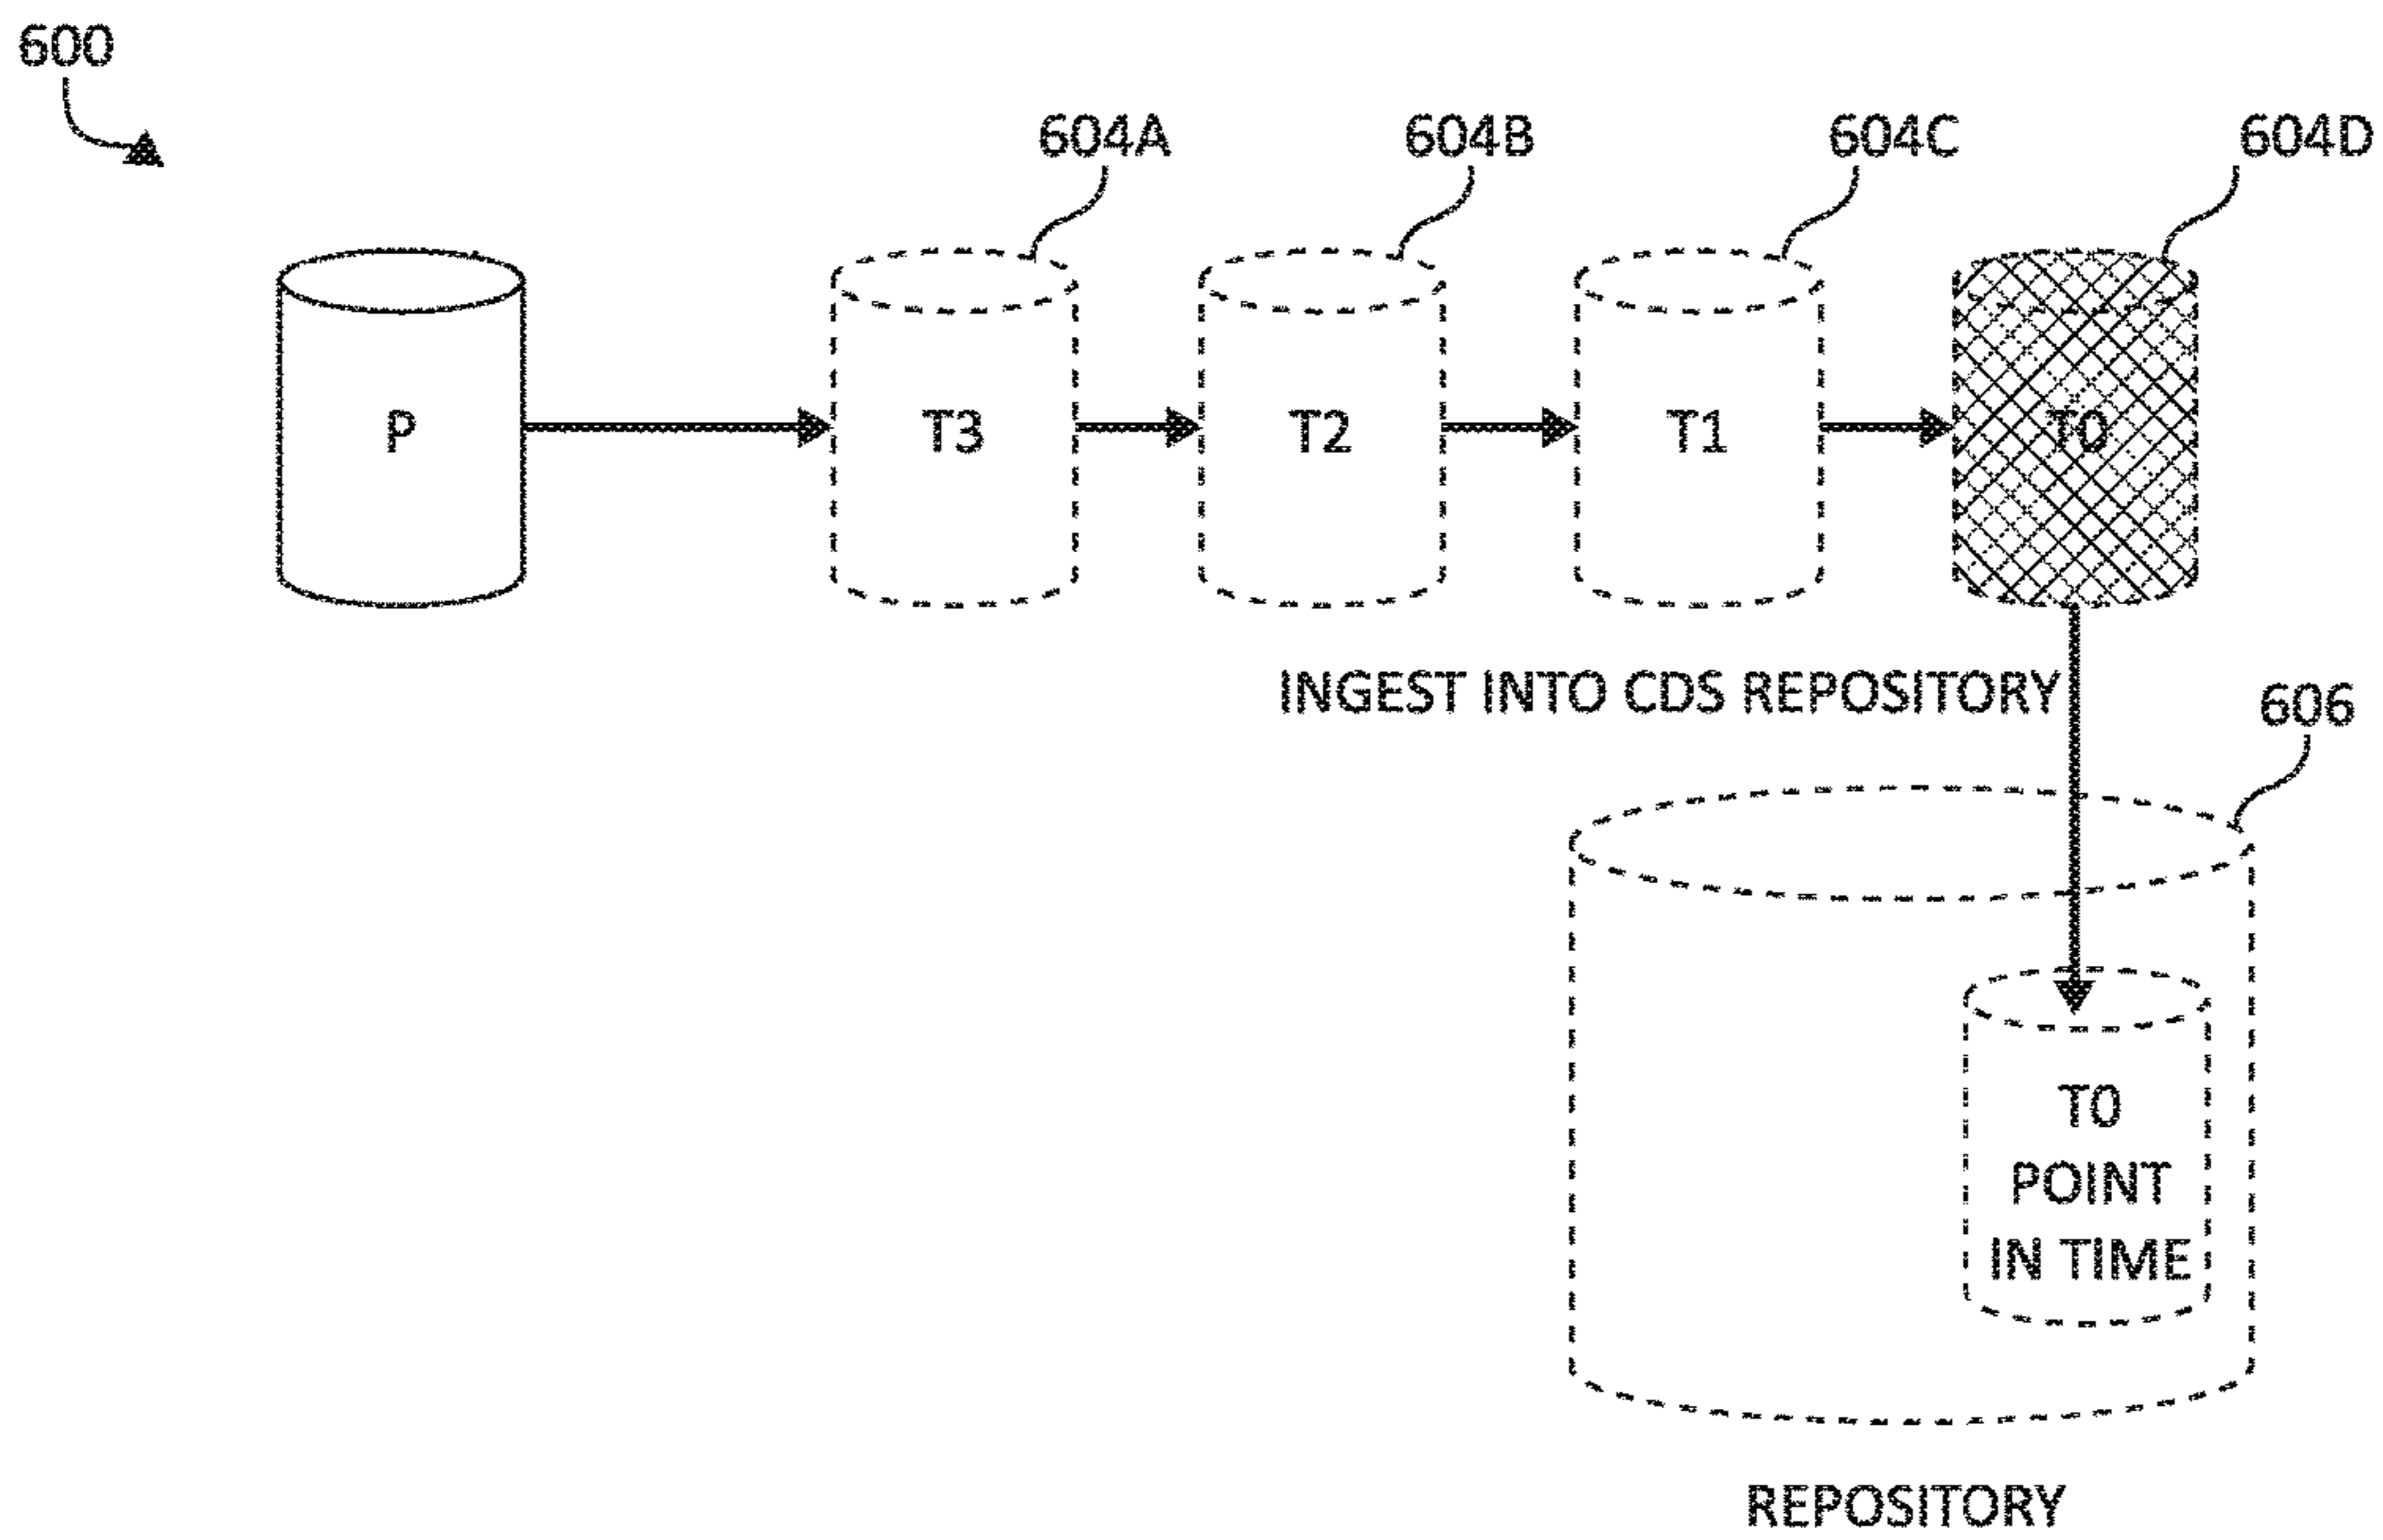 600
604A
604B
604C
604D
P
T3
T2
T1
T0
INGEST INTO CDS REPOSITORY
606
T0
POINT
IN TIME
REPOSITORY